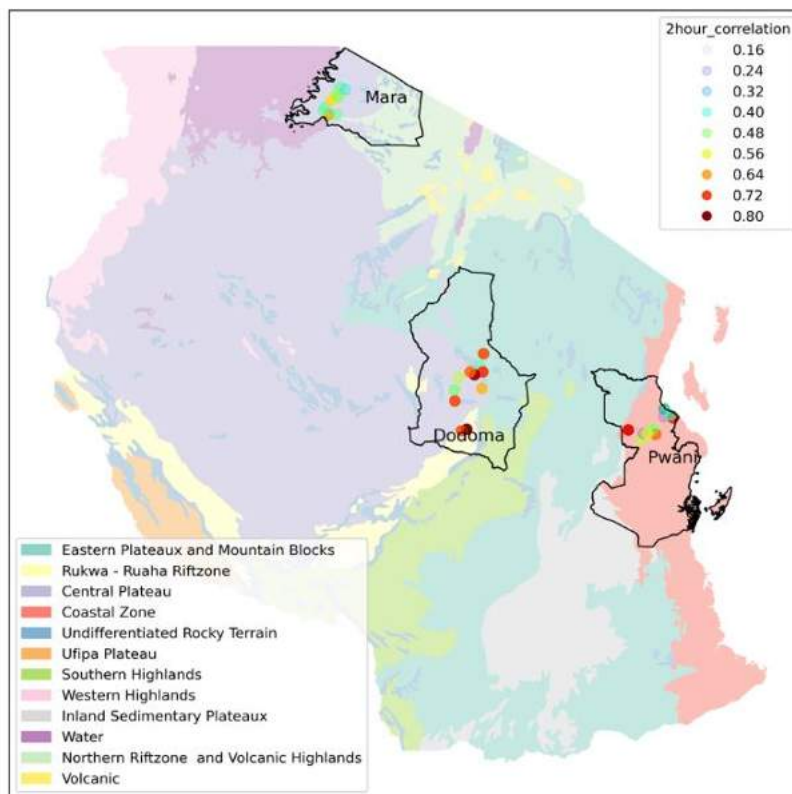 2hour_correlation
0.16
0.24
0.32
0.40
0.48
0.56
0.64
0.72
0.80
Mara
Dodoma
Pwani
Eastern Plateaux and Mountain Blocks
Rukwa - Ruaha Riftzone
Central Plateau
Coastal Zone
Undifferentiated Rocky Terrain
Ufipa Plateau
Southern Highlands
Western Highlands
Inland Sedimentary Plateaux
Water
Northern Riftzone and Volcanic Highlands
Volcanic